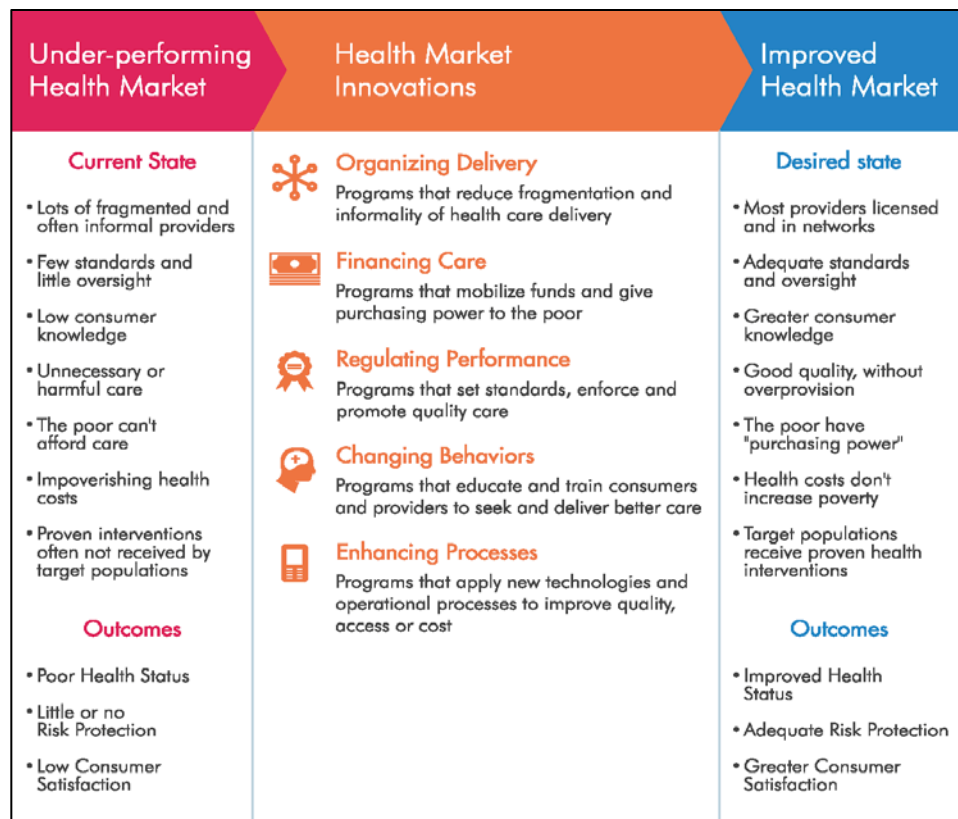 Under-performing
Health Market
Health Market
Innovations
Improved
Health Market
Current State
• Lots of fragmented and
often informal providers
• Few standards and
little oversight
• Low consumer
knowledge
• Unnecessary or
harmful care
• The poor can't
afford care
• Impoverishing health
costs
• Proven interventions
often not received by
target populations
Outcomes
• Poor Health Status
• Little or no
Risk Protection
• Low Consumer
Satisfaction
Organizing Delivery
Programs that reduce fragmentation and
informality of health care delivery
Financing Care
Programs that mobilize funds and give
purchasing power to the poor
Regulating Performance
Programs that set standards, enforce and
promote quality care
Changing Behaviors
Programs that educate and train consumers
and providers to seek and deliver better care
Enhancing Processes
Programs that apply new technologies and
operational processes to improve quality,
access or cost
Desired state
• Most providers licensed
and in networks
• Adequate standards
and oversight
• Greater consumer
knowledge
• Good quality, without
overprovision
• The poor have
"purchasing power"
• Health costs don't
increase poverty
• Target populations
receive proven health
interventions
Outcomes
• Improved Health
Status
• Adequate Risk Protection
• Greater Consumer
Satisfaction